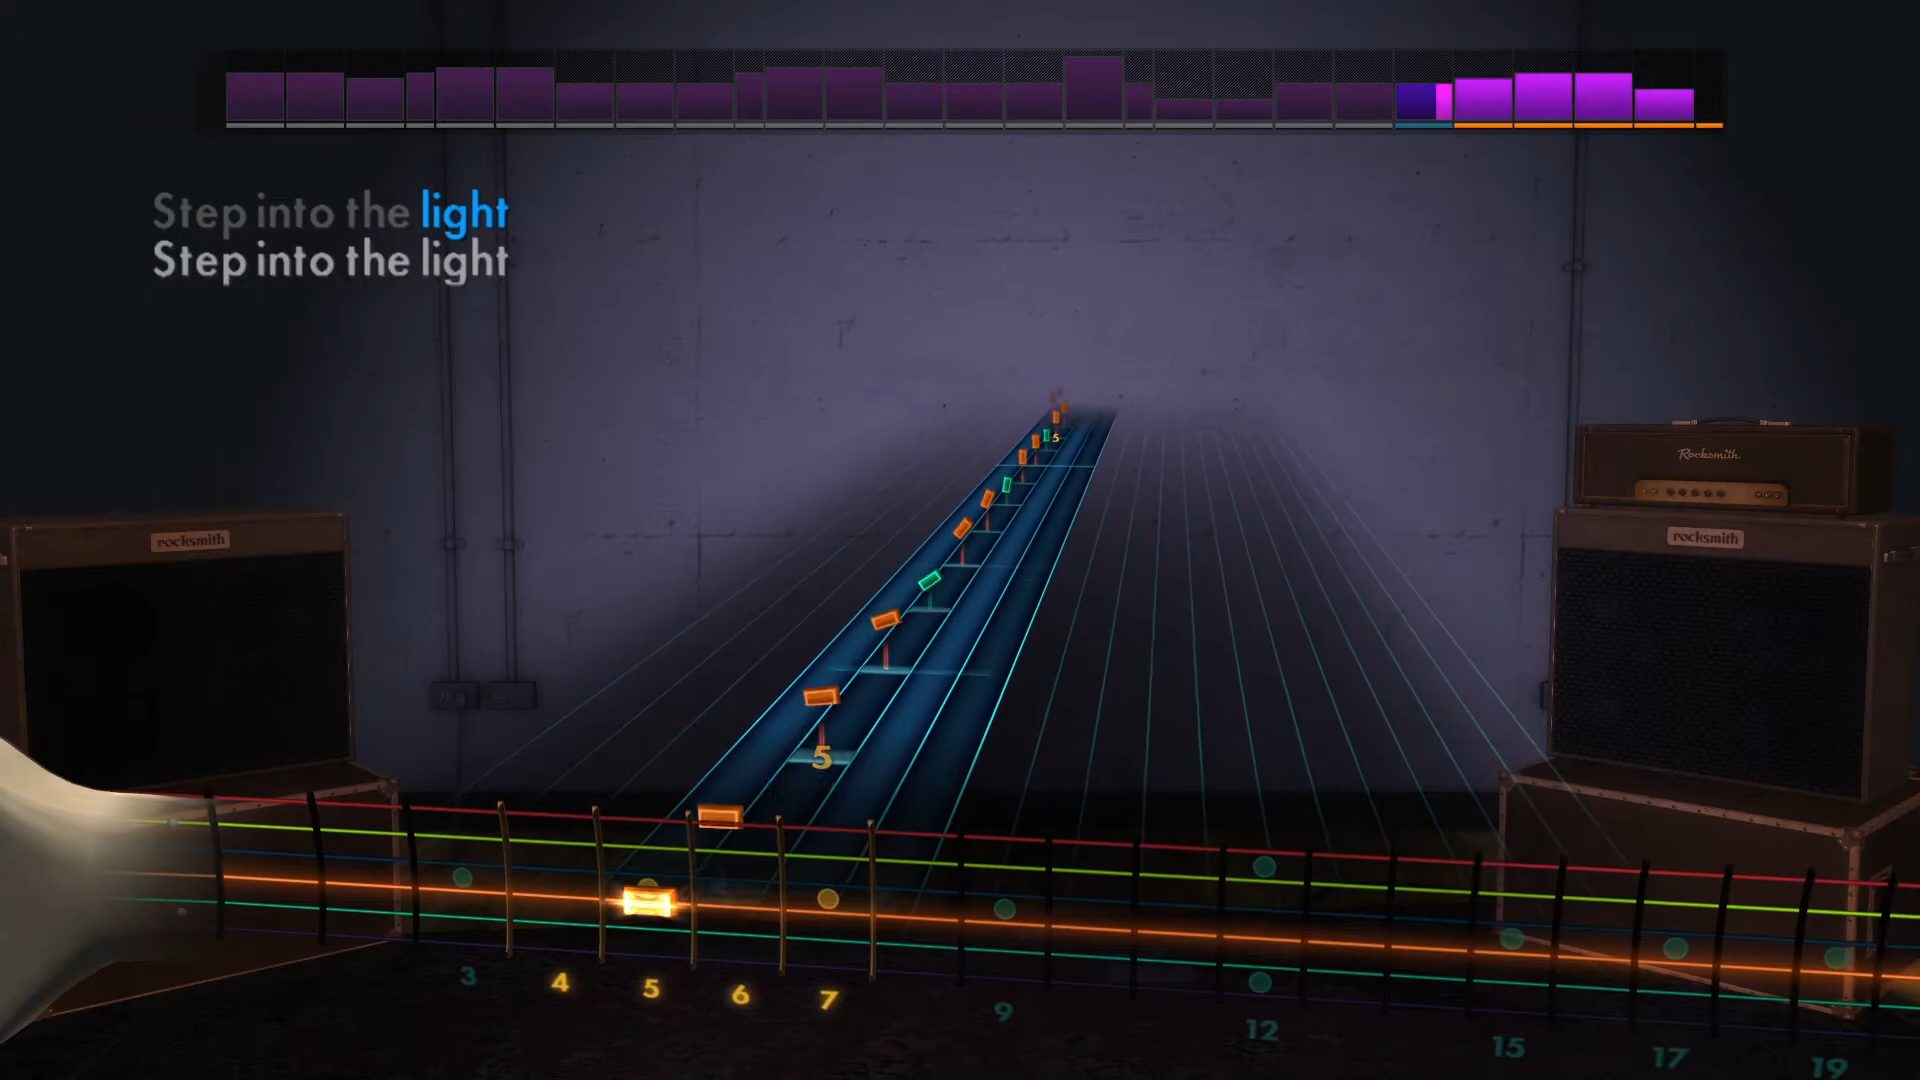 Step into the light
Step into the light
5
Rocksmith
rocksmith
rocksmith
5
3 4 5 6 7 9 12 15 17 19